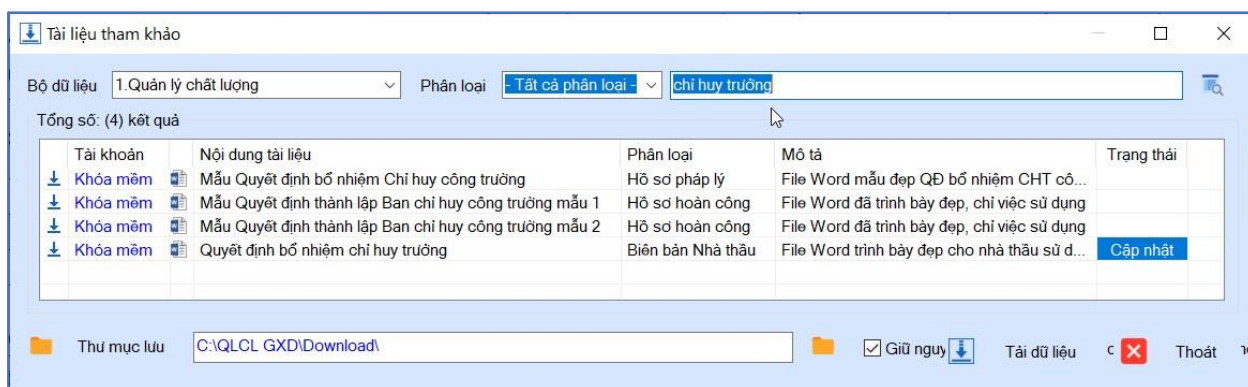 Tài liệu tham khảo
Bộ dữ liệu 1.Quản lý chất lượng Phân loại - Tất cả phân loại - chỉ huy trưởng
Tổng số: (4) kết quả
Tài khoản Nội dung tài liệu Phân loại Mô tả Trạng thái
Khóa mềm Mẫu Quyết định bổ nhiệm Chỉ huy công trường Hồ sơ pháp lý File Word mẫu đẹp QĐ bổ nhiệm CHT cô...
Khóa mềm Mẫu Quyết định thành lập Ban chỉ huy công trường mẫu 1 Hồ sơ hoàn công File Word đã trình bày đẹp, chỉ việc sử dụng
Khóa mềm Mẫu Quyết định thành lập Ban chỉ huy công trường mẫu 2 Hồ sơ hoàn công File Word đã trình bày đẹp, chỉ việc sử dụng
Khóa mềm Quyết định bổ nhiệm chỉ huy trưởng Biên bản Nhà thầu File Word trình bày đẹp cho nhà thầu sử d... Cập nhật
Thư mục lưu C:\QLCL GXD\Download\ Giữ nguy Tải dữ liệu Thoát